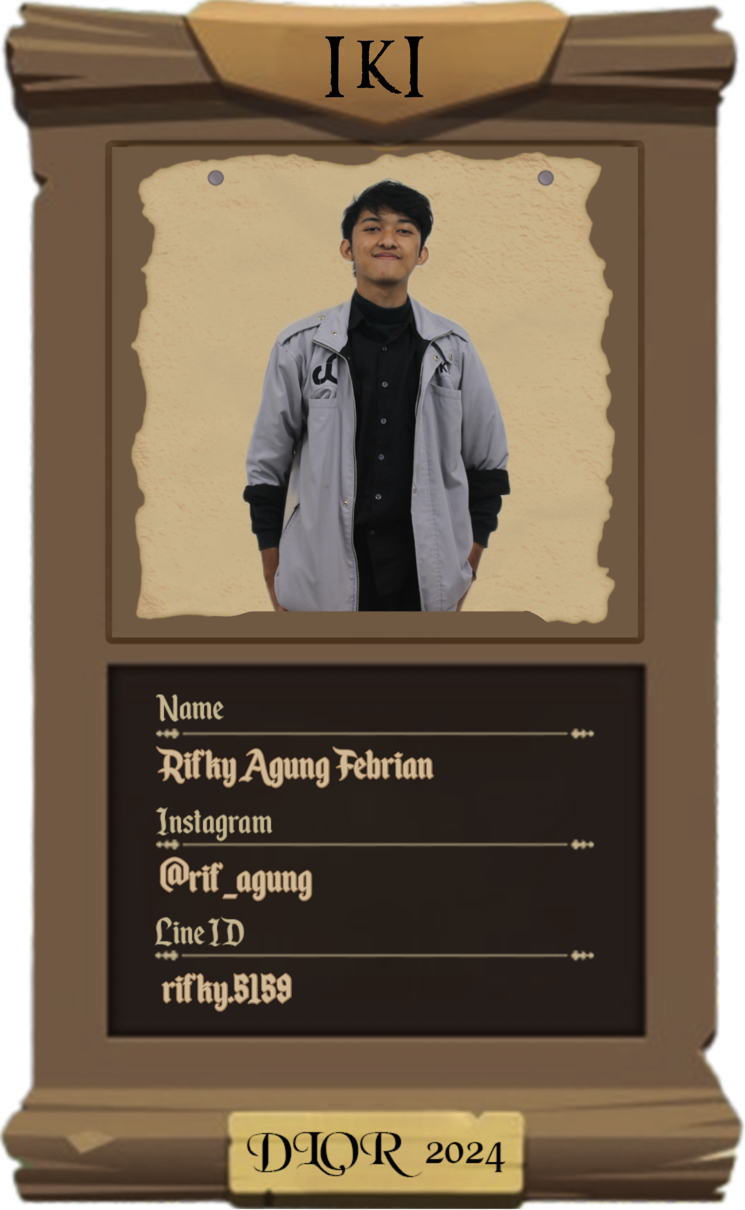 IKI
Name
Rifky Agung Febrian
Instagram
@rif_agung
Line ID
rifky.5159
DLOR 2024